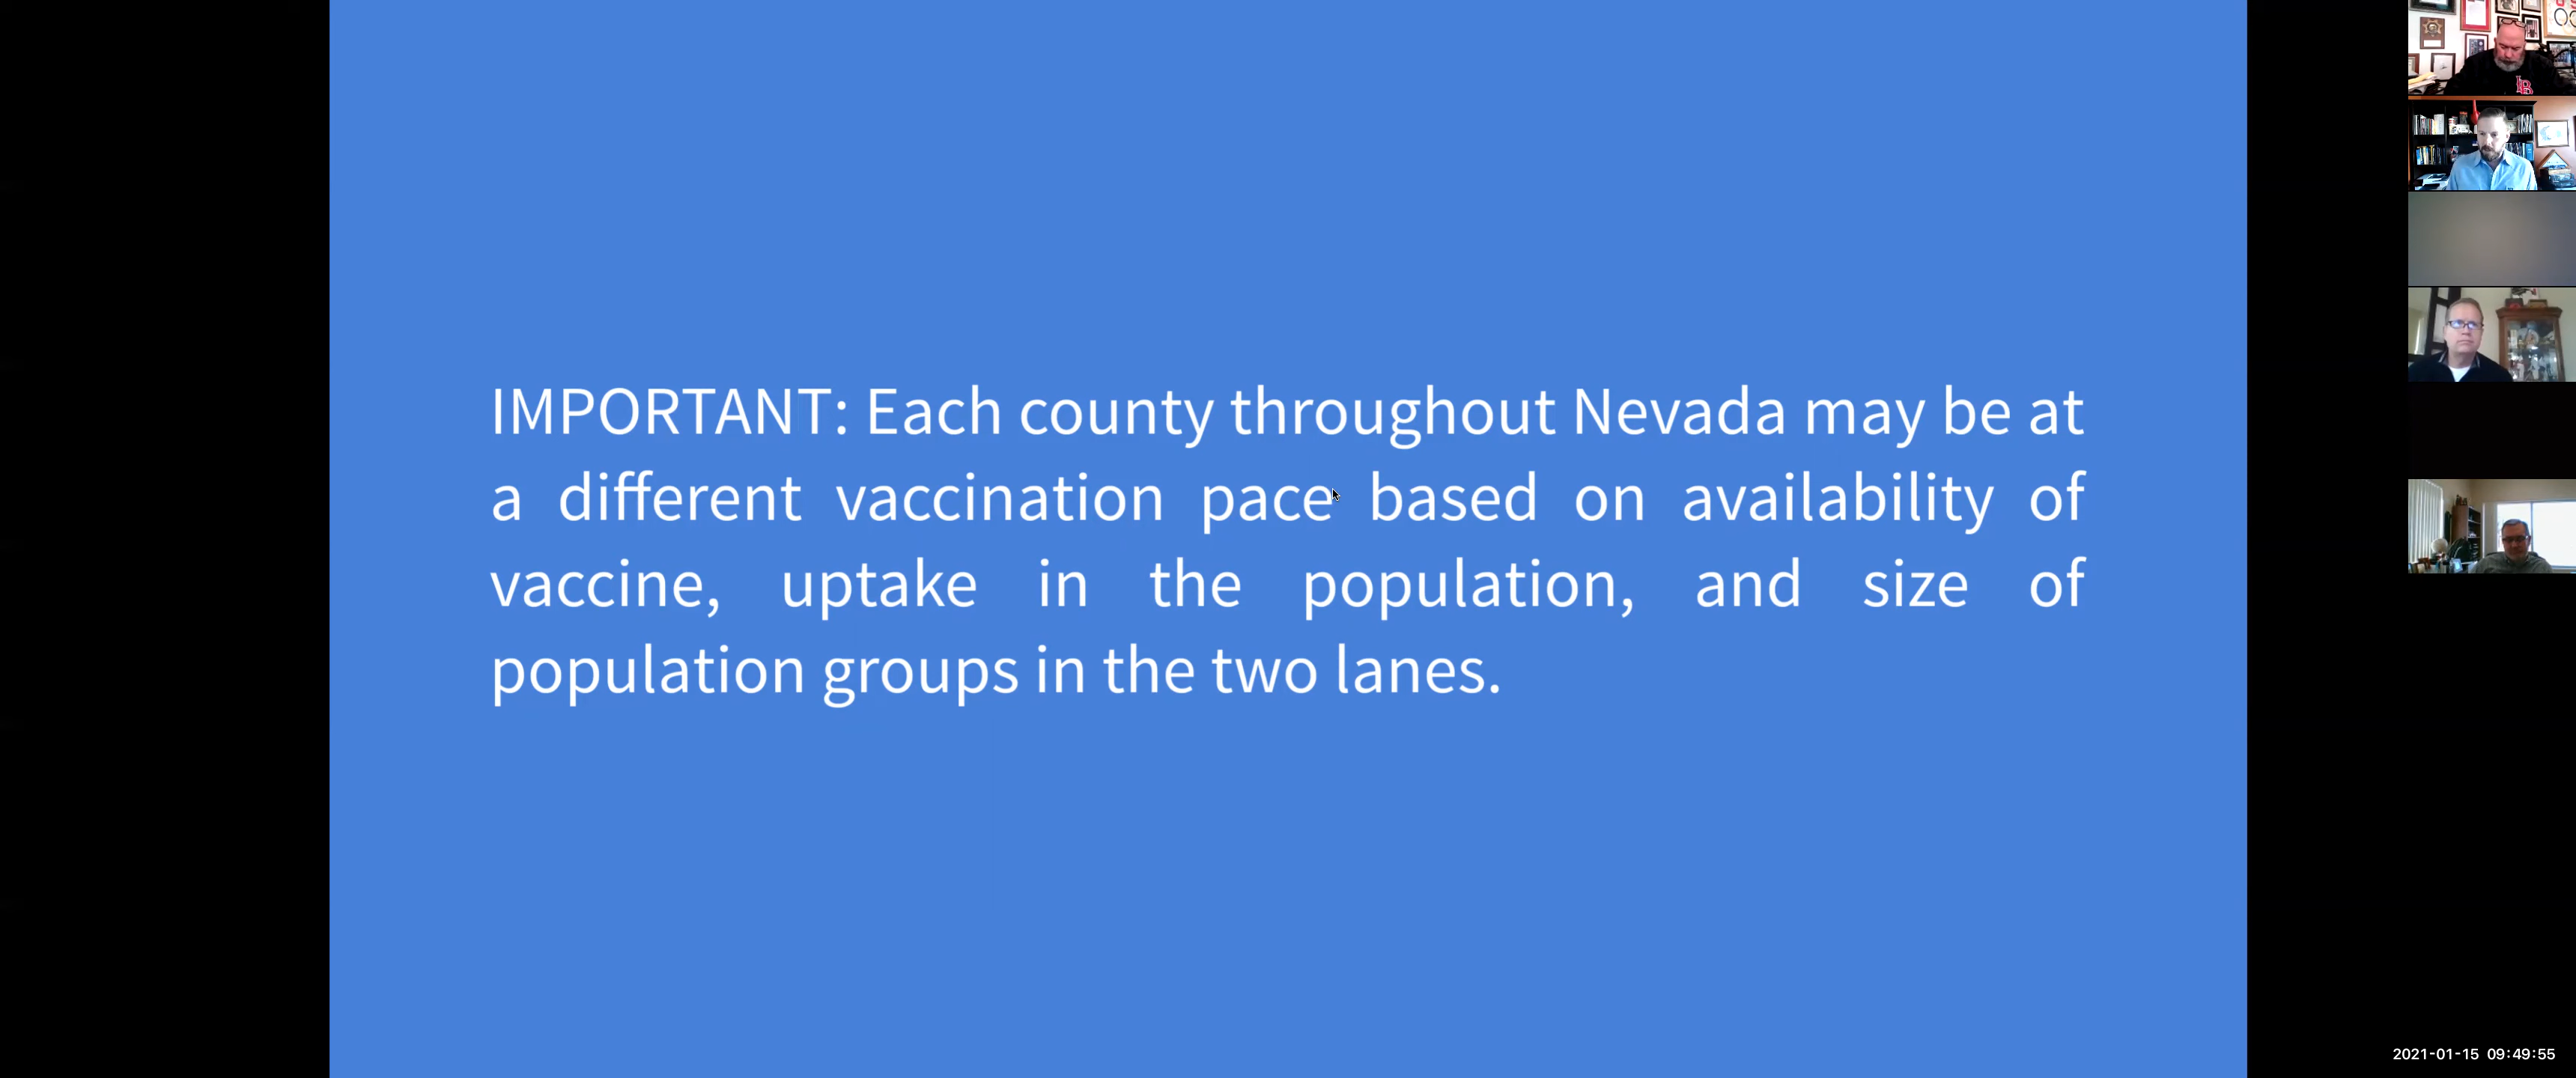 IMPORTANT: Each county throughout Nevada may be at
a different vaccination pace based on availability of
vaccine, uptake in the population, and size of
population groups in the two lanes.
LB
2021-01-15 09:49:55